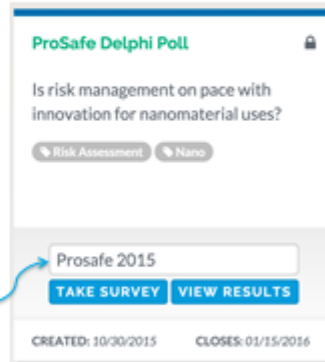 ProSafe Delphi Poll
Is risk management on pace with
innovation for nanomaterial uses?
Risk Assessment Nano
Prosafe 2015
TAKE SURVEY VIEW RESULTS
CREATED: 10/30/2015 CLOSES: 01/15/2016